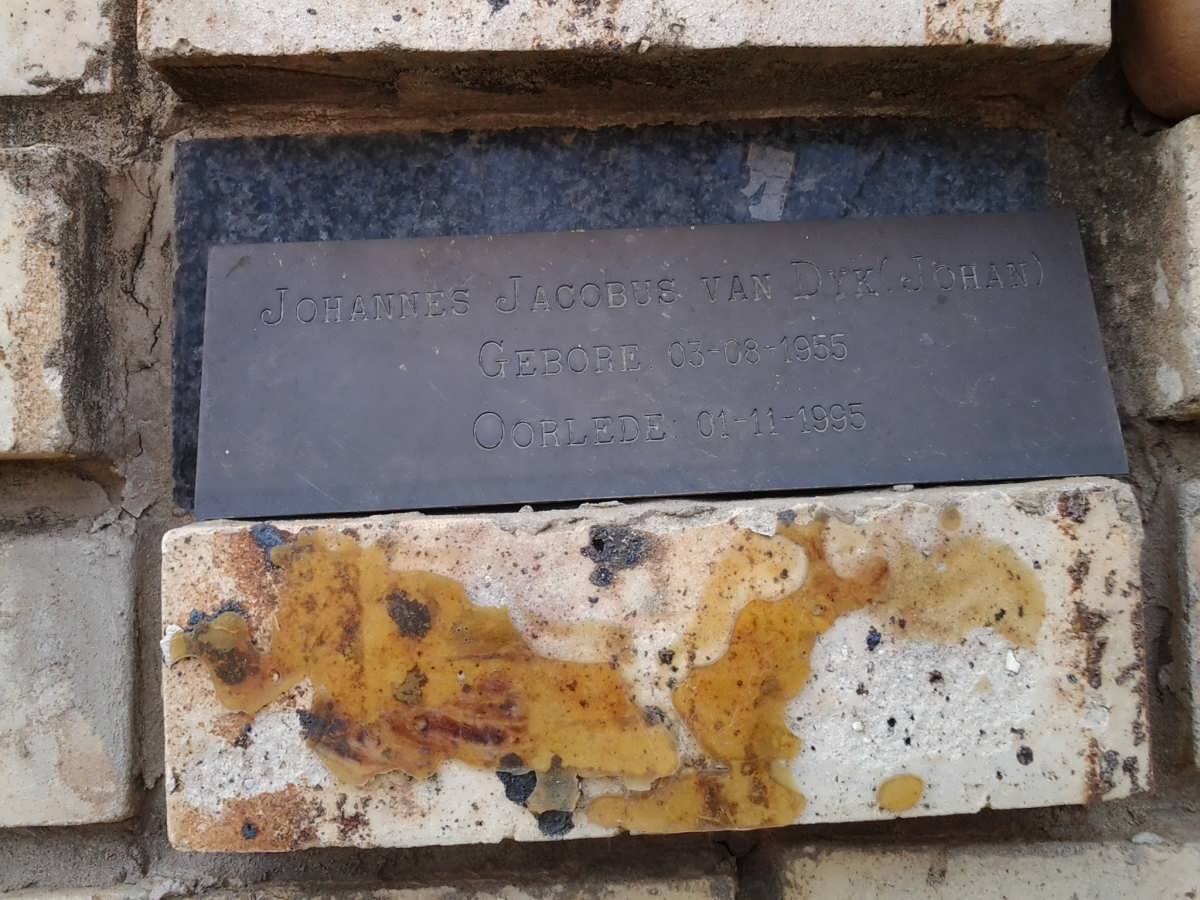 Johannes Jacobus van Dyk (Johan)
Gebore: 03-08-1955
Oorlede: 01-11-1995